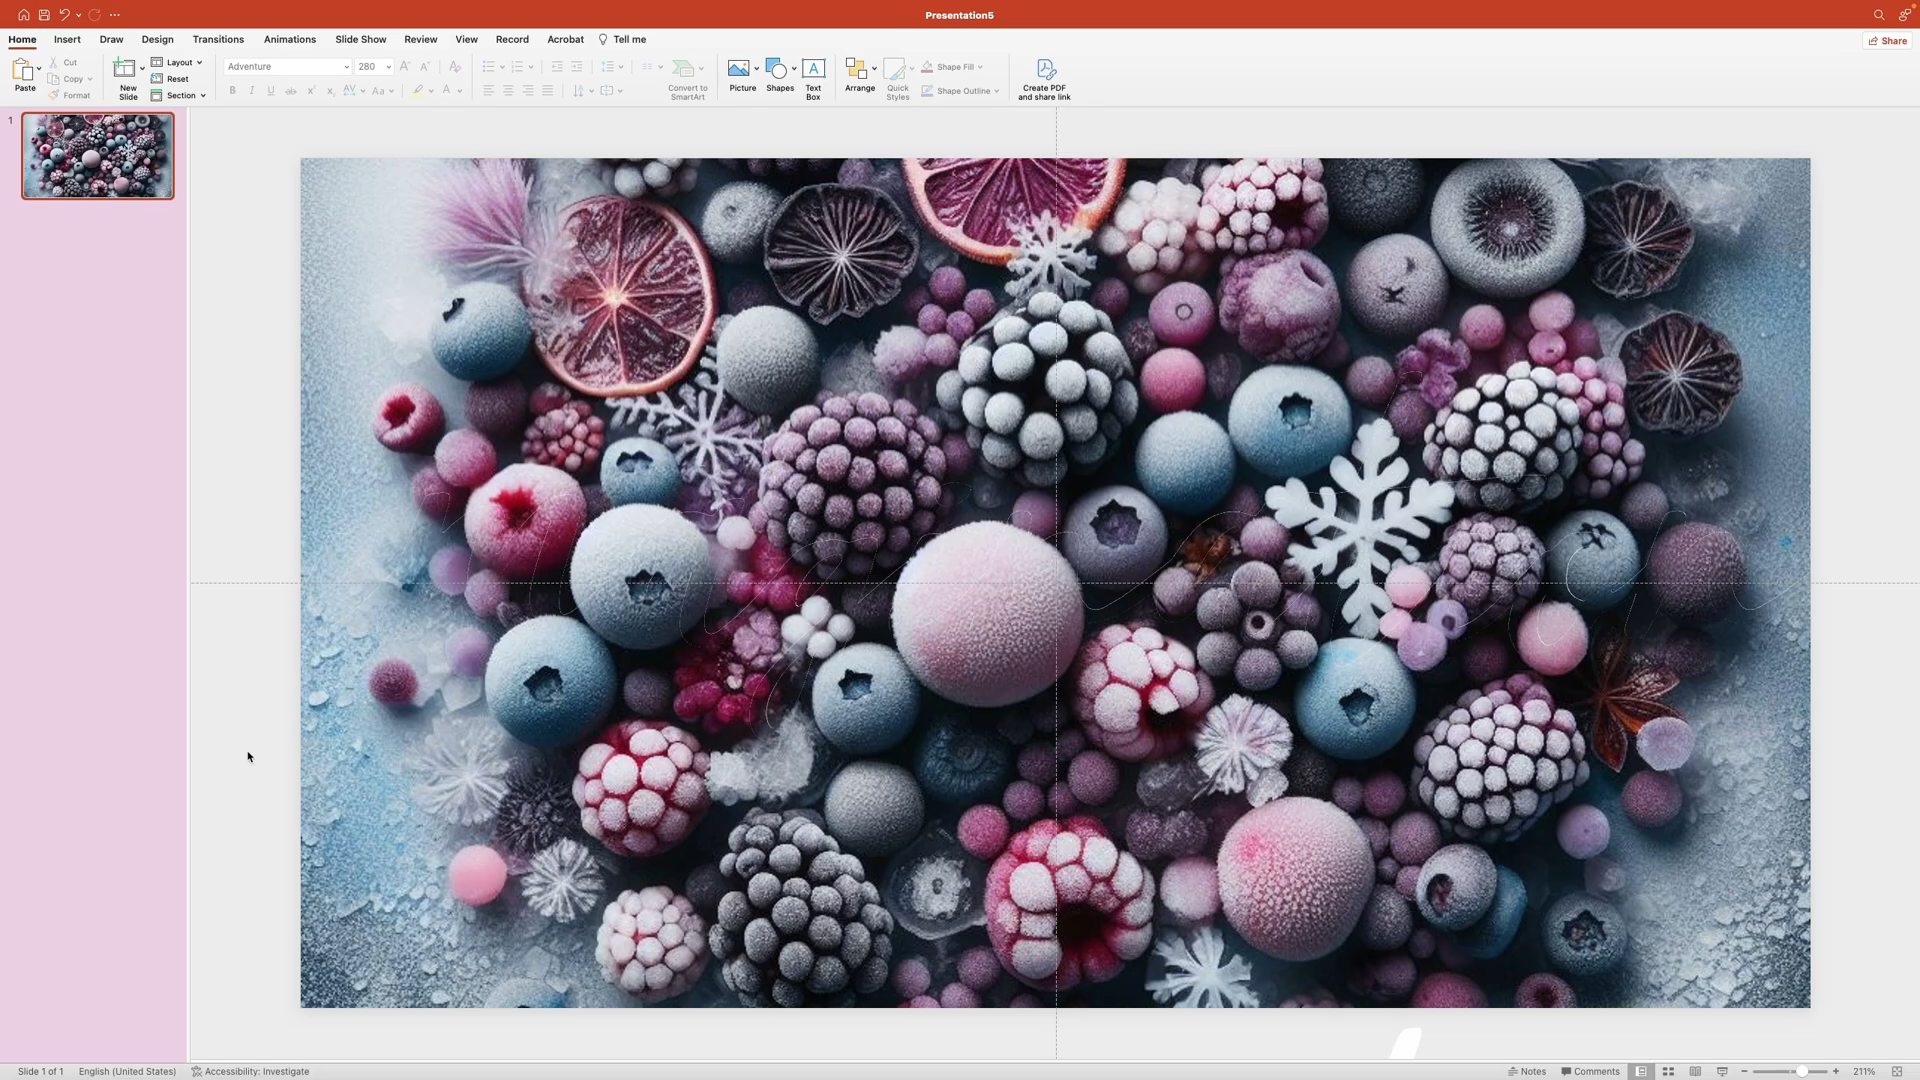 Presentation5
Home Insert Draw Design Transitions Animations Slide Show Review View Record Acrobat Tell me
Share
Paste
Cut
Copy
Format
New Slide
Layout
Reset
Section
Adventure 280
Convert to SmartArt
Picture
Shapes
Text Box
Arrange
Quick Styles
Shape Fill
Shape Outline
Create PDF and share link
1
Slide 1 of 1 English (United States) Accessibility: Investigate
Notes Comments 211%